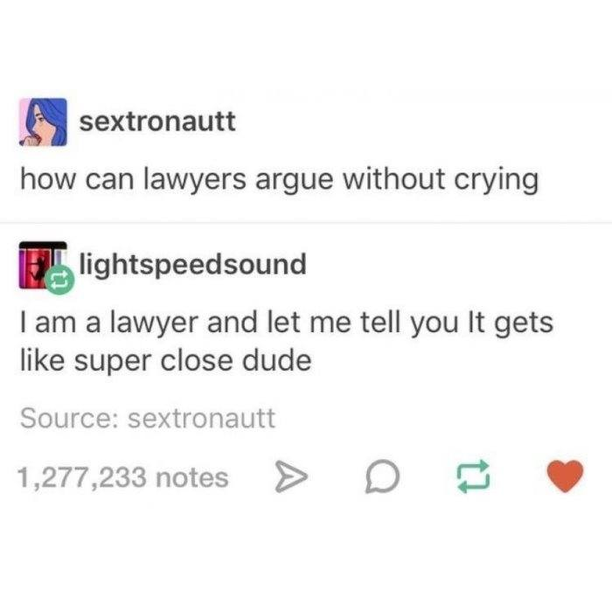 sextronautt
how can lawyers argue without crying
lightspeedsound
I am a lawyer and let me tell you It gets
like super close dude
Source: sextronautt
1,277,233 notes